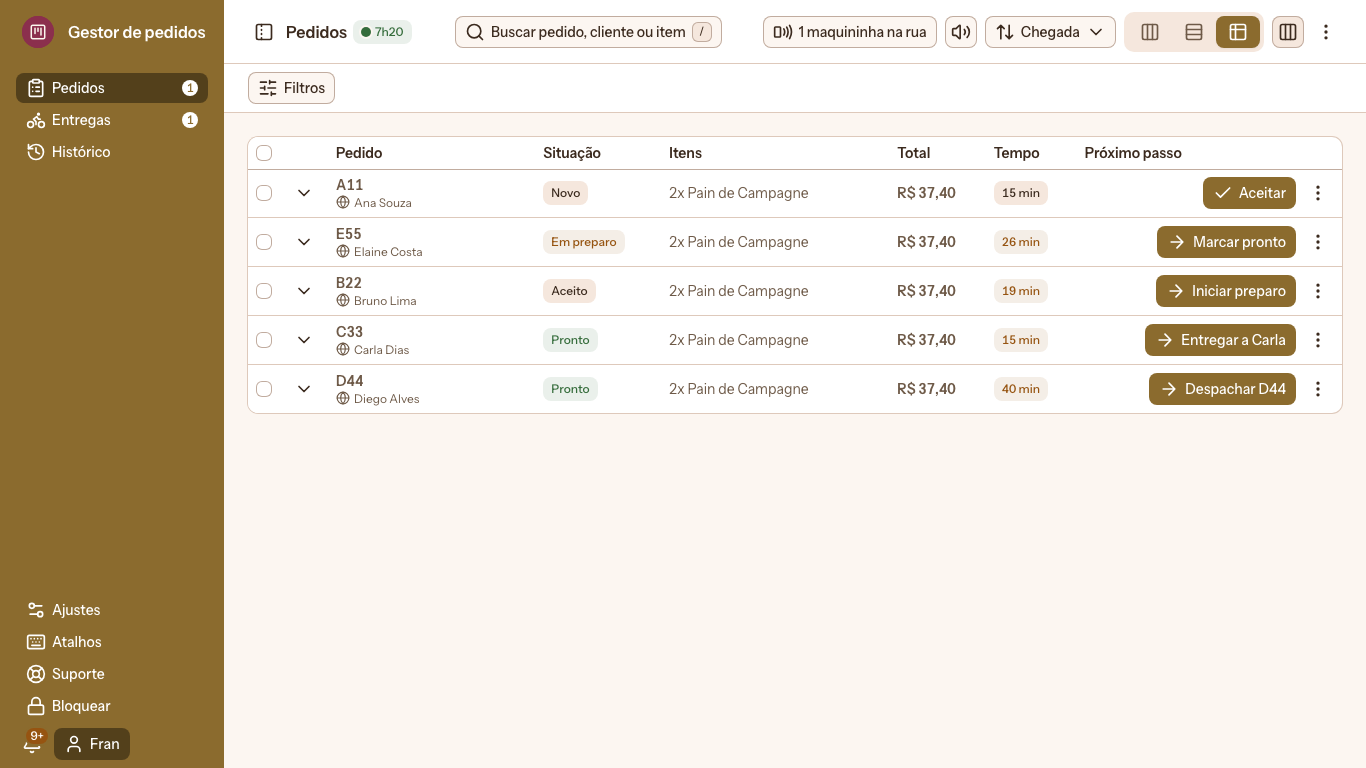 Gestor de pedidos
Pedidos 1
Entregas 1
Histórico
Ajustes
Atalhos
Suporte
Bloquear
9+
Fran
Pedidos 7h20
Buscar pedido, cliente ou item /
1 maquininha na rua
Chegada
Filtros
Pedido Situação Itens Total Tempo Próximo passo
A11
Ana Souza
Novo 2x Pain de Campagne R$ 37,40 15 min Aceitar
E55
Elaine Costa
Em preparo 2x Pain de Campagne R$ 37,40 26 min Marcar pronto
B22
Bruno Lima
Aceito 2x Pain de Campagne R$ 37,40 19 min Iniciar preparo
C33
Carla Dias
Pronto 2x Pain de Campagne R$ 37,40 15 min Entregar a Carla
D44
Diego Alves
Pronto 2x Pain de Campagne R$ 37,40 40 min Despachar D44